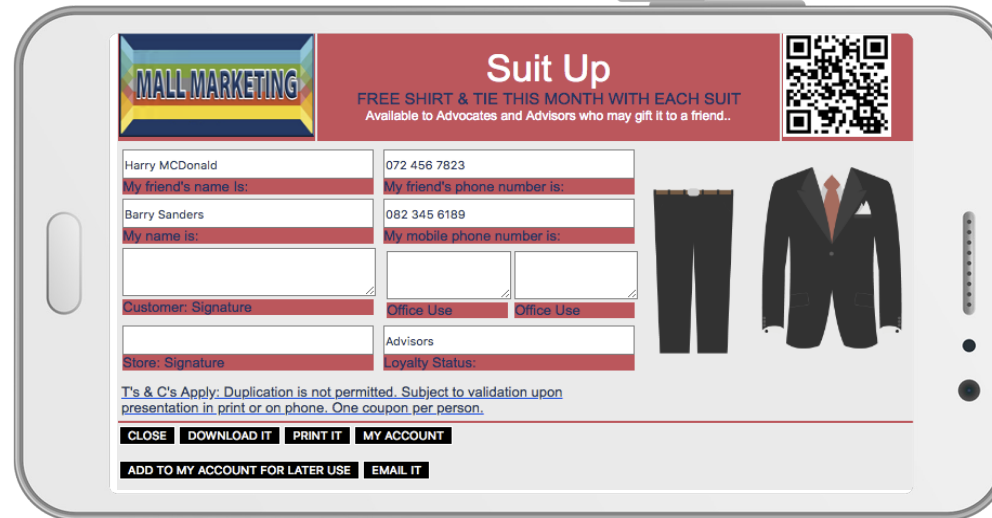 MALL MARKETING
Suit Up
FREE SHIRT & TIE THIS MONTH WITH EACH SUIT
Available to Advocates and Advisors who may gift it to a friend..
Harry MCDonald
072 456 7823
My friend's name Is:
My friend's phone number is:
Barry Sanders
082 345 6189
My name is:
My mobile phone number is:
Customer: Signature
Office Use
Office Use
Advisors
Store: Signature
Loyalty Status:
T's & C's Apply: Duplication is not permitted. Subject to validation upon
presentation in print or on phone. One coupon per person.
CLOSE DOWNLOAD IT PRINT IT MY ACCOUNT
ADD TO MY ACCOUNT FOR LATER USE EMAIL IT